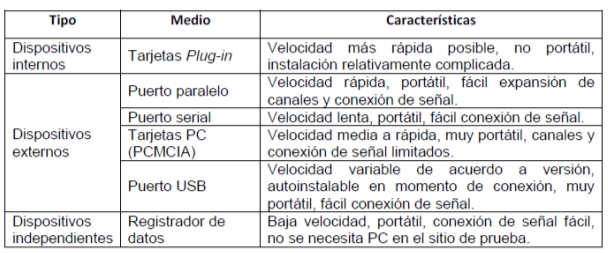 Tipo Medio Características
Dispositivos internos Tarjetas Plug-in Velocidad más rápida posible, no portátil,
instalación relativamente complicada.
Dispositivos externos Puerto paralelo Velocidad rápida, portátil, fácil expansión de
canales y conexión de señal.
Puerto serial Velocidad lenta, portátil, fácil conexión de señal.
Tarjetas PC (PCMCIA) Velocidad media a rápida, muy portátil, canales y
conexión de señal limitados.
Puerto USB Velocidad variable de acuerdo a versión,
autoinstalable en momento de conexión, muy
portátil, fácil conexión de señal.
Dispositivos independientes Registrador de datos Baja velocidad, portátil, conexión de señal fácil,
no se necesita PC en el sitio de prueba.